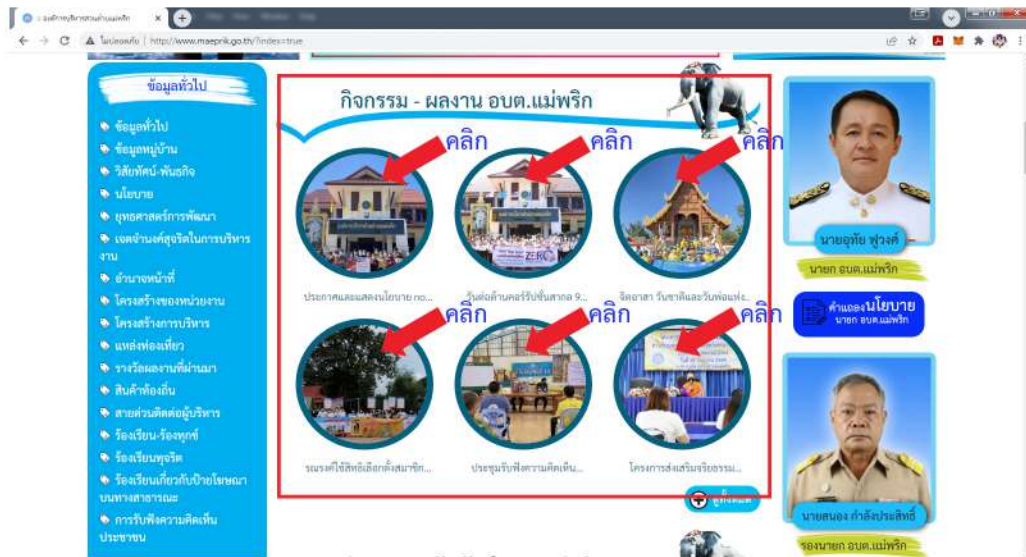 องค์การบริหารส่วนตำบลแม่พริก
ไม่ปลอดภัย | http://www.maeprik.go.th/?index=true
ข้อมูลทั่วไป
ข้อมูลทั่วไป
ข้อมูลหมู่บ้าน
วิสัยทัศน์-พันธกิจ
นโยบาย
ยุทธศาสตร์การพัฒนา
เจตจำนงค์สุจริตในการบริหาร
งาน
อำนาจหน้าที่
โครงสร้างของหน่วยงาน
โครงสร้างการบริหาร
แหล่งท่องเที่ยว
รางวัลผลงานที่ผ่านมา
สินค้าท้องถิ่น
สายด่วนติดต่อผู้บริหาร
ร้องเรียน-ร้องทุกข์
ร้องเรียนทุจริต
ร้องเรียนเกี่ยวกับป้ายโฆษณา
บนทางสาธารณะ
การรับฟังความคิดเห็น
ประชาชน
กิจกรรม - ผลงาน อบต.แม่พริก
คลิก คลิก คลิก
ZERO
ประกาศและแสดงนโยบาย no...
วันต่อต้านคอร์รัปชั่นสากล 9...
จิตอาสา วันชาติและวันพ่อแห่ง..
คลิก คลิก คลิก
รณรงค์ใช้สิทธิเลือกตั้งสมาชิก...
ประชุมรับฟังความคิดเห็น...
โครงการส่งเสริมจริยธรรม...
ดูทั้งหมด
นายอุทัย ฟูวงค์
นายก อบต.แม่พริก
คำแถลงนโยบาย
นายก อบต.แม่พริก
นายสนอง กำลังประสิทธิ์
รองนายก อบต.แม่พริก